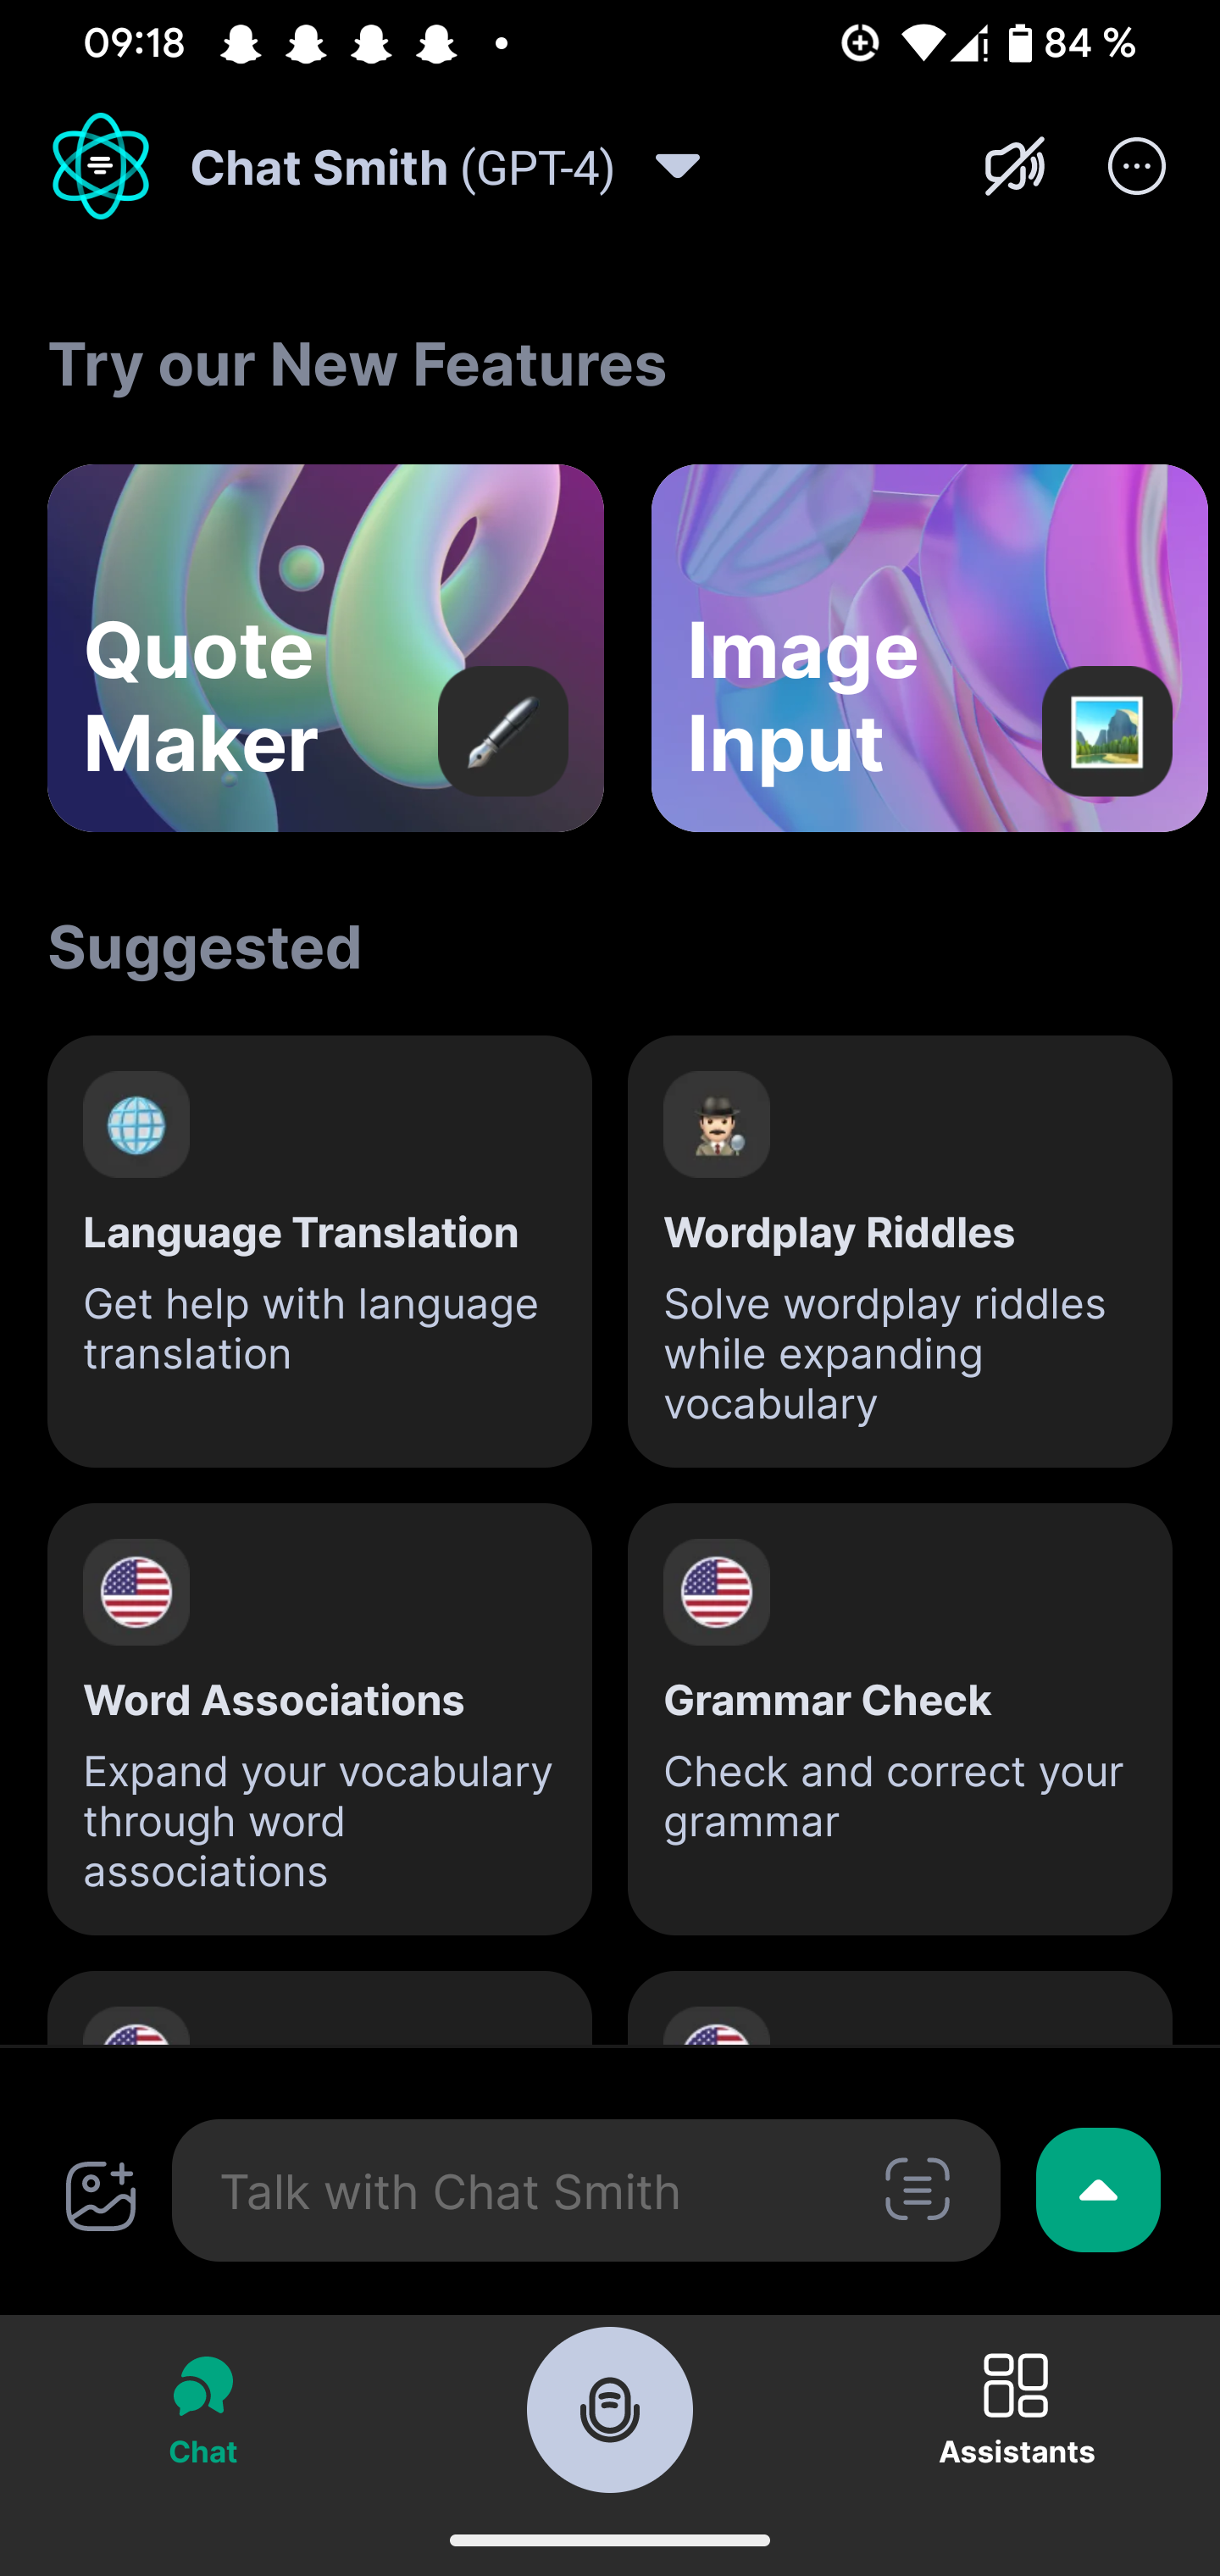 09:18
84 %
Chat Smith (GPT-4)
Try our New Features
Quote
Maker
Image
Input
Suggested
Language Translation
Get help with language
translation
Wordplay Riddles
Solve wordplay riddles
while expanding
vocabulary
Word Associations
Expand your vocabulary
through word
associations
Grammar Check
Check and correct your
grammar
Talk with Chat Smith
Chat
Assistants